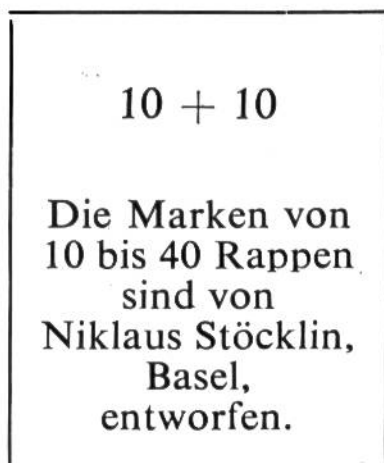 10 + 10
Die Marken von
10 bis 40 Rappen
sind von
Niklaus Stöcklin,
Basel,
entworfen.